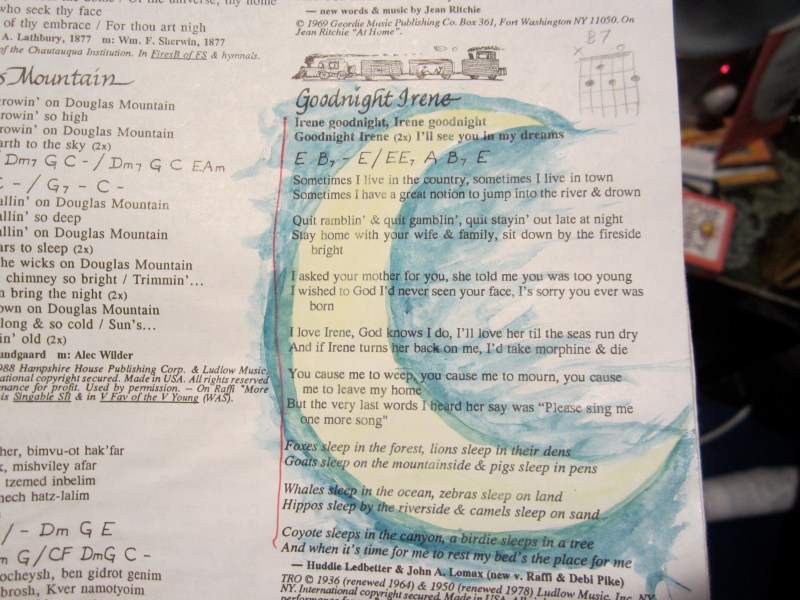 who seek thy face
of thy embrace / For thou art nigh
A. Lathbury, 1877 m: Wm. F. Sherwin, 1877
of the Chautauqua Institution. In FiresB of FS & hymnals.
s Mountain
rowin' on Douglas Mountain
rowin' so high
rowin' on Douglas Mountain
arth to the sky (2x)
Dm7 G C - / Dm7 G C EAm
C - / G7 - C -
allin' on Douglas Mountain
allin' so deep
allin' on Douglas Mountain
ars to sleep (2x)
he wicks on Douglas Mountain
chimney so bright / Trimmin'…
n bring the night (2x)
own on Douglas Mountain
long & so cold / Sun's…
in' old (2x)
undgaard m: Alec Wilder
988 Hampshire House Publishing Corp. & Ludlow Music,
ational copyright secured. Made in USA. All rights reserved
nance for profit. Used by permission. – On Raffi "More
is Singable SB & in V Fav of the V Young (WAS).
her, bimvu-ot hak'far
, mishviley afar
tzemed inbelim
nech hatz-lalim
/ - Dm G E
m G/CF DmG C -
ocheysh, ben gidrot genim
brosh, Kver namotyoim
— new words & music by Jean Ritchie
© 1969 Geordie Music Publishing Co. Box 361, Fort Washington NY 11050. On
Jean Ritchie "At Home".
B7
x o o
Goodnight Irene
Irene goodnight, Irene goodnight
Goodnight Irene (2x) I'll see you in my dreams
E B7 - E / EE7 A B7 E
Sometimes I live in the country, sometimes I live in town
Sometimes I have a great notion to jump into the river & drown
Quit ramblin' & quit gamblin', quit stayin' out late at night
Stay home with your wife & family, sit down by the fireside
bright
I asked your mother for you, she told me you was too young
I wished to God I'd never seen your face, I's sorry you ever was
born
I love Irene, God knows I do, I'll love her til the seas run dry
And if Irene turns her back on me, I'd take morphine & die
You cause me to weep, you cause me to mourn, you cause
me to leave my home
But the very last words I heard her say was "Please sing me
one more song"
Foxes sleep in the forest, lions sleep in their dens
Goats sleep on the mountainside & pigs sleep in pens
Whales sleep in the ocean, zebras sleep on land
Hippos sleep by the riverside & camels sleep on sand
Coyote sleeps in the canyon, a birdie sleeps in a tree
And when it's time for me to rest my bed's the place for me
— Huddie Ledbetter & John A. Lomax (new v. Raffi & Debi Pike)
TRO © 1936 (renewed 1964) & 1950 (renewed 1978) Ludlow Music, Inc. NY,
NY. International copyright secured. Made in USA.